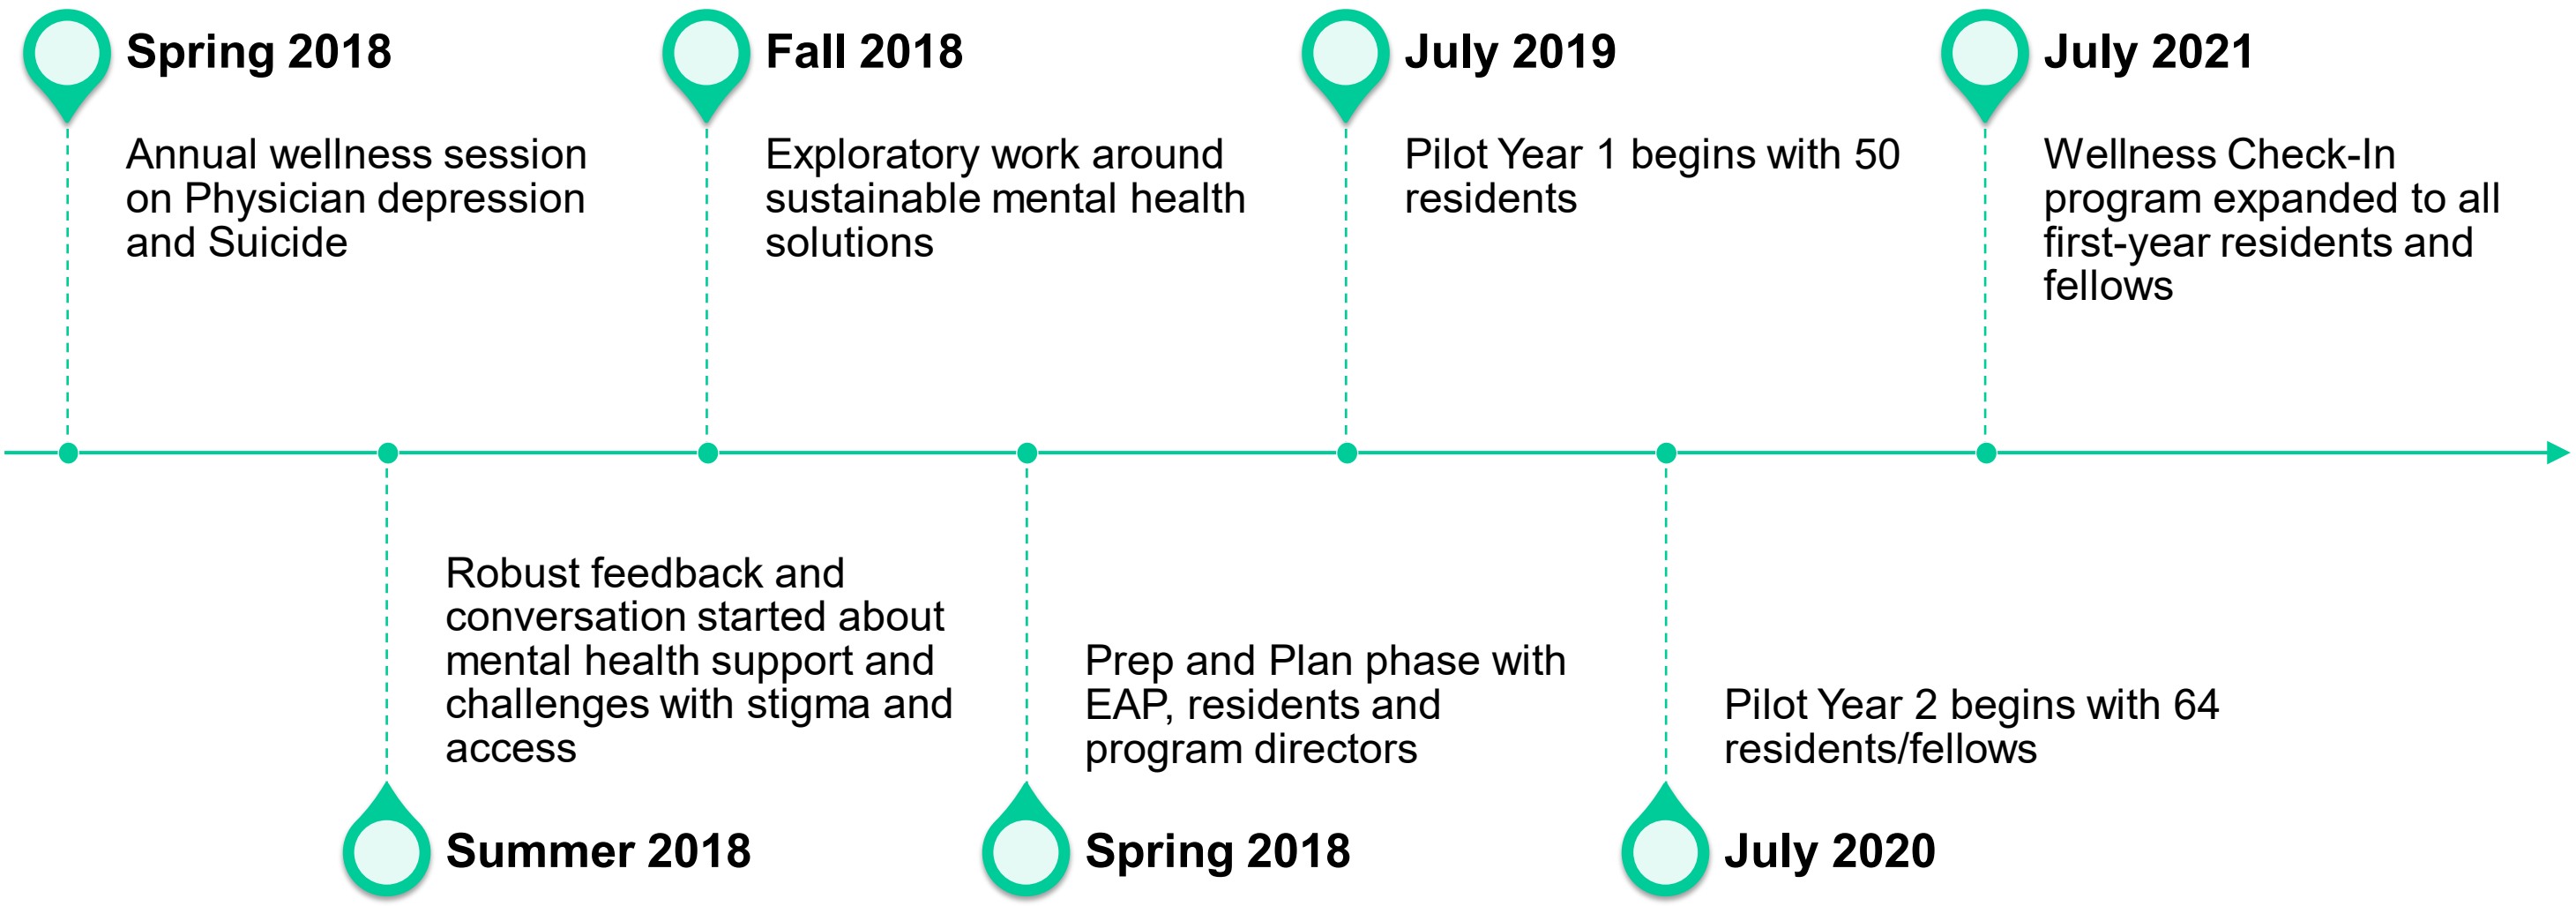 Spring 2018
Annual wellness session
on Physician depression
and Suicide
Robust feedback and
conversation started about
mental health support and
challenges with stigma and
access
Summer 2018
Fall 2018
Exploratory work around
sustainable mental health
solutions
Prep and Plan phase with
EAP, residents and
program directors
Spring 2018
July 2019
Pilot Year 1 begins with 50
residents
Pilot Year 2 begins with 64
residents/fellows
July 2020
July 2021
Wellness Check-In
program expanded to all
first-year residents and
fellows